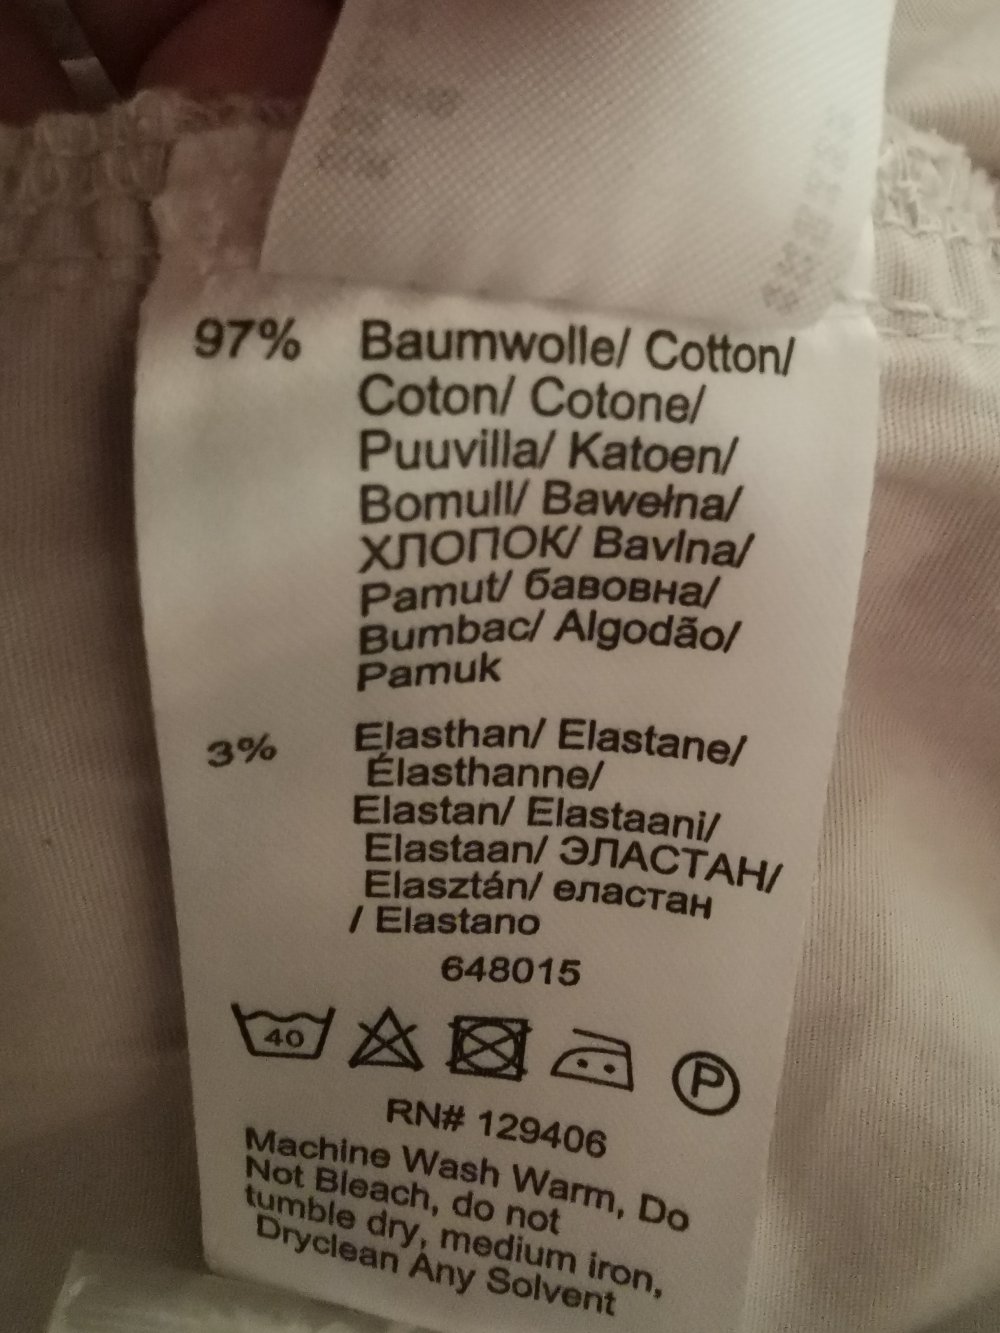 97% Baumwolle/ Cotton/
Coton/ Cotone/
Puuvilla/ Katoen/
Bomull/ Bawełna/
ХЛОПОК/ Bavlna/
Pamut/ бавовна/
Bumbac/ Algodão/
Pamuk
3% Elasthan/ Elastane/
Élasthanne/
Elastan/ Elastaani/
Elastaan/ ЭЛАСТАН/
Elasztán/ еластан
/ Elastano
648015
40
P
RN# 129406
Machine Wash Warm, Do
Not Bleach, do not
tumble dry, medium iron,
Dryclean Any Solvent